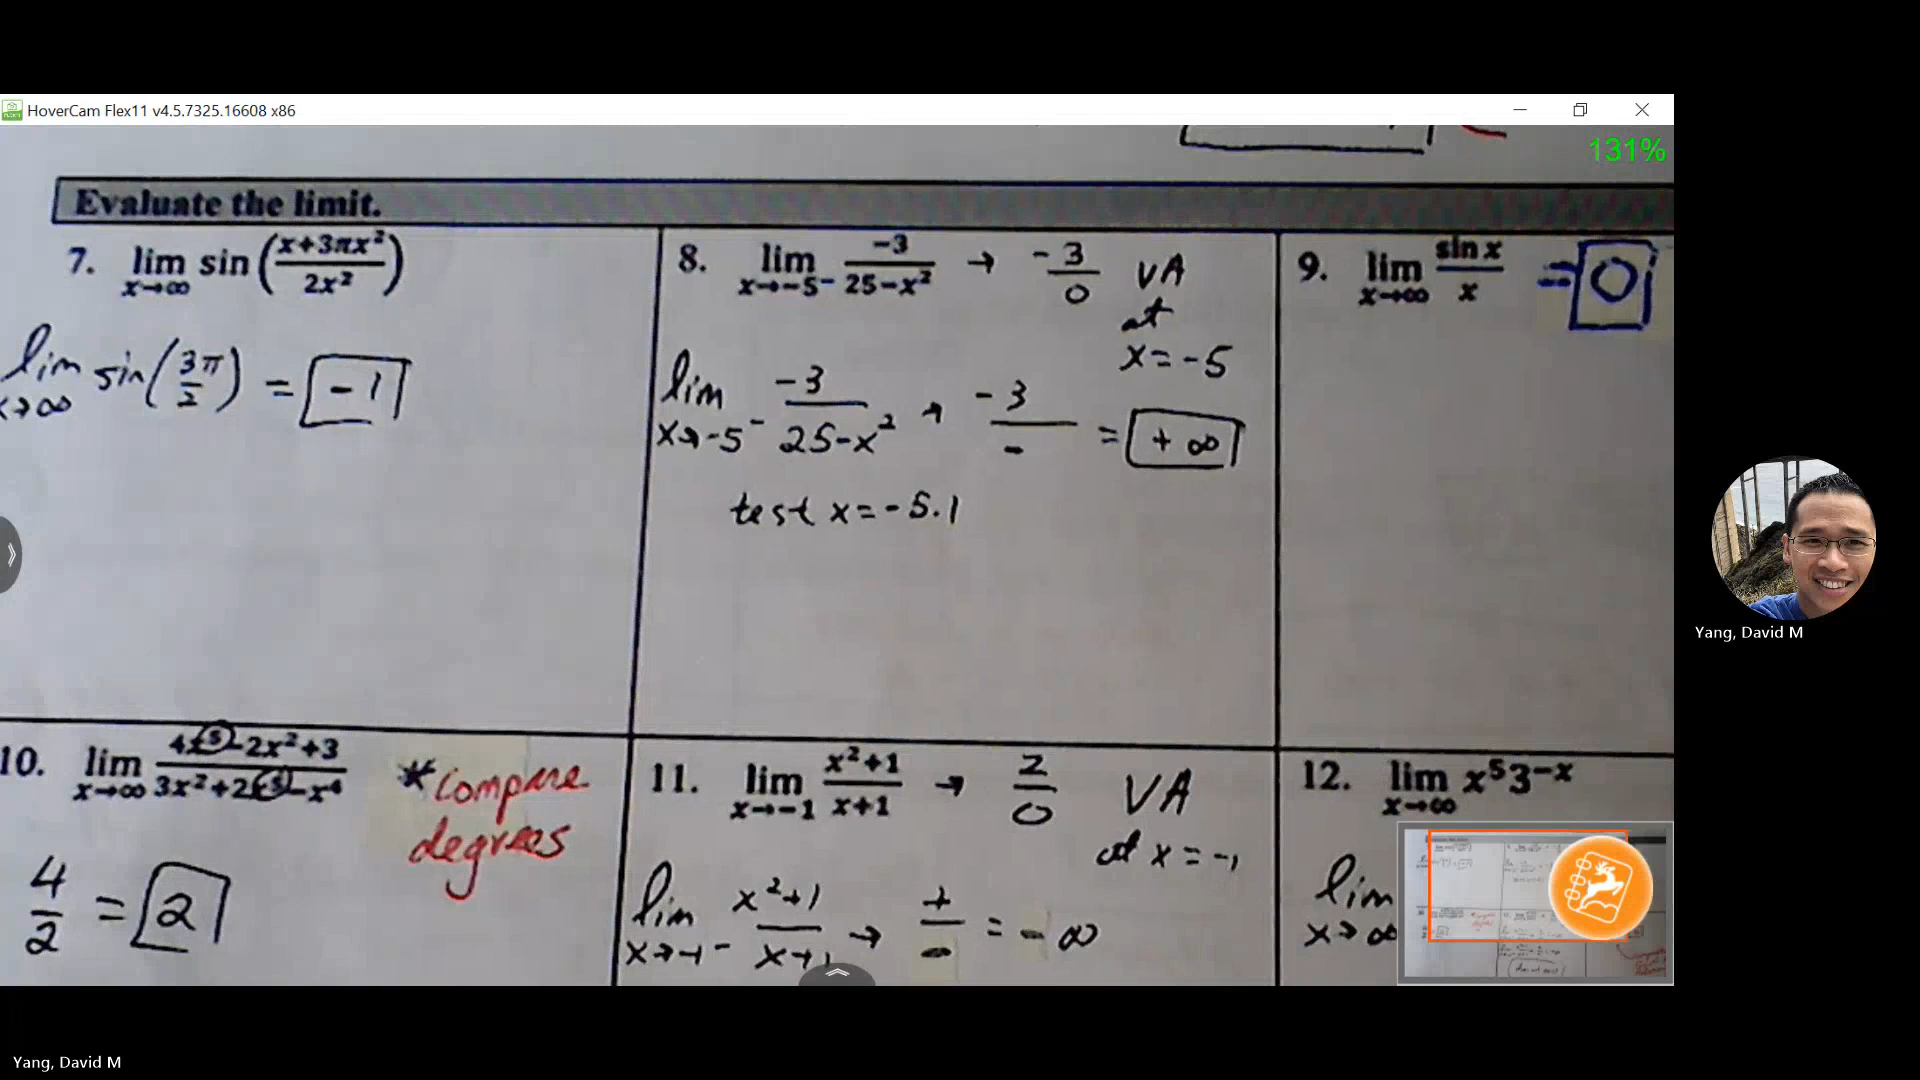 HoverCam Flex11 v4.5.7325.16608 x86
131%
Evaluate the limit.
7. lim x→∞ sin((x+3πx²)/(2x²))
lim x→∞ sin(3π/2) = -1
8. lim x→-5⁻ -3/(25-x²) → -3/0 VA
at
x=-5
lim x→-5⁻ -3/(25-x²) → -3/- = +∞
test x=-5.1
9. lim x→∞ sin x/x = 0
10. lim x→∞ (4x⁵-2x²+3)/(3x²+2x⁵-x⁴)
*compare
degrees
4/2 = 2
11. lim x→-1 (x²+1)/(x+1) → 2/0 VA
at x=-1
lim x→-1⁻ (x²+1)/(x+1) → +/- = -∞
12. lim x→∞ x⁵3⁻ˣ
lim x→∞
Yang, David M
Yang, David M